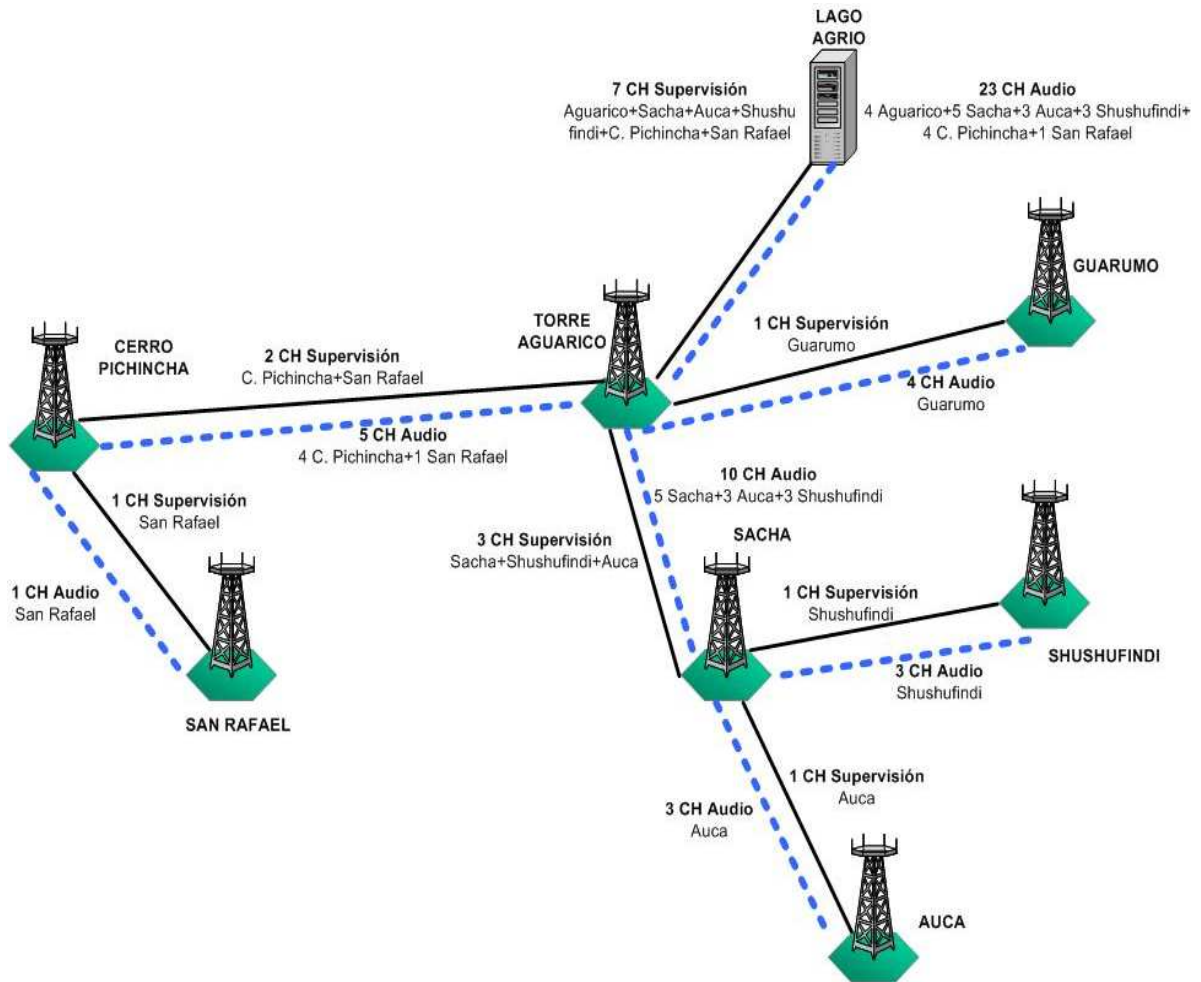 LAGO
AGRIO
7 CH Supervisión
Aguarico+Sacha+Auca+Shushu
findi+C. Pichincha+San Rafael
23 CH Audio
4 Aguarico+5 Sacha+3 Auca+3 Shushufindi+
4 C. Pichincha+1 San Rafael
GUARUMO
TORRE
AGUARICO
1 CH Supervisión
Guarumo
4 CH Audio
Guarumo
CERRO
PICHINCHA
2 CH Supervisión
C. Pichincha+San Rafael
5 CH Audio
4 C. Pichincha+1 San Rafael
1 CH Supervisión
San Rafael
1 CH Audio
San Rafael
SAN RAFAEL
10 CH Audio
5 Sacha+3 Auca+3 Shushufindi
3 CH Supervisión
Sacha+Shushufindi+Auca
SACHA
1 CH Supervisión
Shushufindi
3 CH Audio
Shushufindi
SHUSHUFINDI
1 CH Supervisión
Auca
3 CH Audio
Auca
AUCA